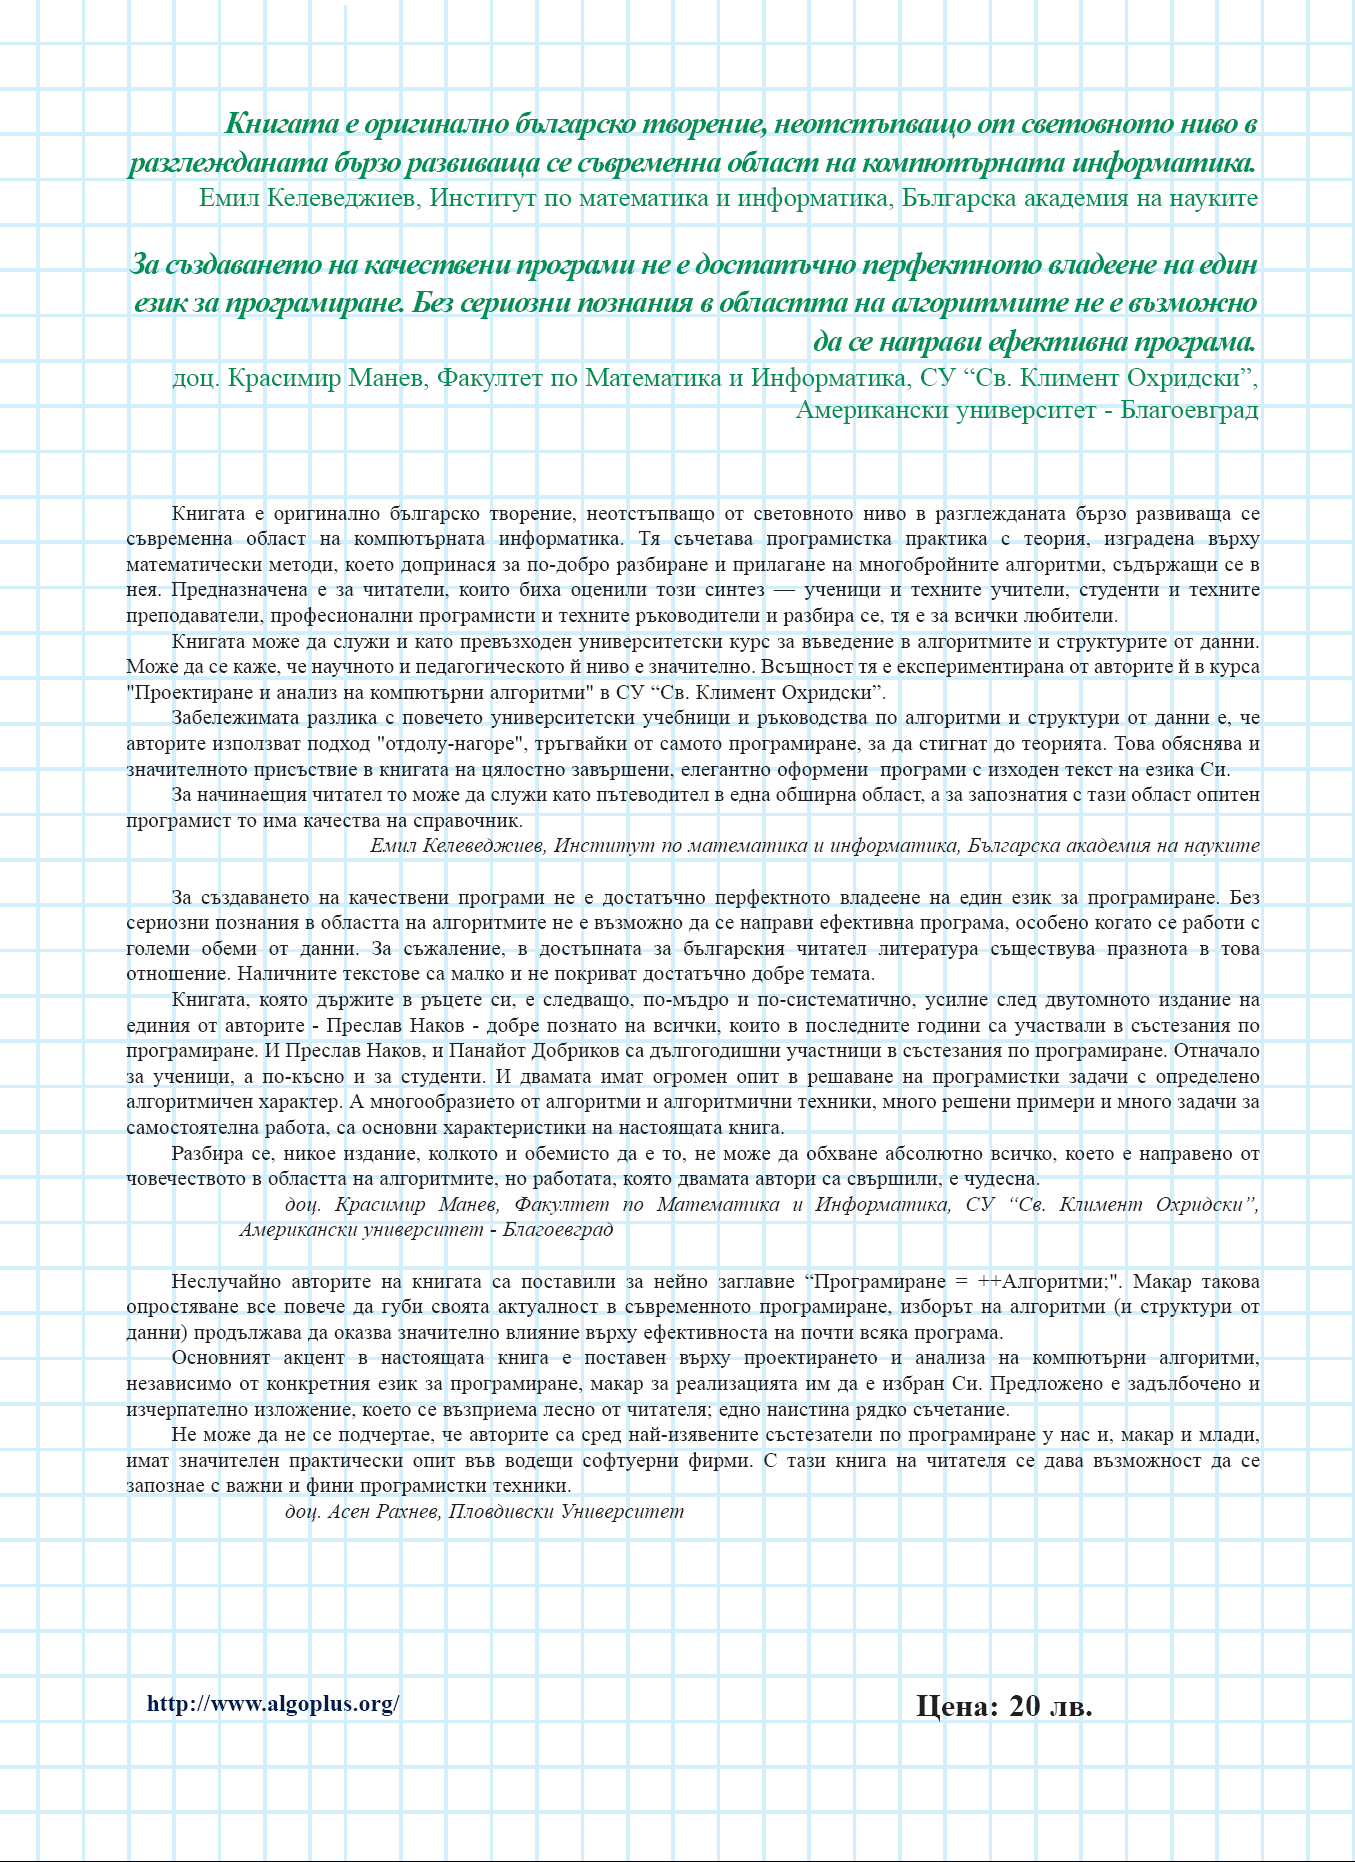 Книгата е оригинално българско творение, неотстъпващо от световното ниво в
разглежданата бързо развиваща се съвременна област на компютърната информатика.
Емил Келеведжиев, Институт по математика и информатика, Българска академия на науките
За създаването на качествени програми не е достатъчно перфектното владеене на един
език за програмиране. Без сериозни познания в областта на алгоритмите не е възможно
да се направи ефективна програма.
доц. Красимир Манев, Факултет по Математика и Информатика, СУ “Св. Климент Охридски”,
Американски университет - Благоевград
Книгата е оригинално българско творение, неотстъпващо от световното ниво в разглежданата бързо развиваща се
съвременна област на компютърната информатика. Тя съчетава програмистка практика с теория, изградена върху
математически методи, което допринася за по-добро разбиране и прилагане на многобройните алгоритми, съдържащи се в
нея. Предназначена е за читатели, които биха оценили този синтез — ученици и техните учители, студенти и техните
преподаватели, професионални програмисти и техните ръководители и разбира се, тя е за всички любители.
Книгата може да служи и като превъзходен университетски курс за въведение в алгоритмите и структурите от данни.
Може да се каже, че научното и педагогическото й ниво е значително. Всъщност тя е експериментирана от авторите й в курса
"Проектиране и анализ на компютърни алгоритми" в СУ “Св. Климент Охридски”.
Забележимата разлика с повечето университетски учебници и ръководства по алгоритми и структури от данни е, че
авторите използват подход "отдолу-нагоре", тръгвайки от самото програмиране, за да стигнат до теорията. Това обяснява и
значителното присъствие в книгата на цялостно завършени, елегантно оформени програми с изходен текст на езика Си.
За начинаещия читател то може да служи като пътеводител в една обширна област, а за запознатия с тази област опитен
програмист то има качества на справочник.
Емил Келеведжиев, Институт по математика и информатика, Българска академия на науките
За създаването на качествени програми не е достатъчно перфектното владеене на един език за програмиране. Без
сериозни познания в областта на алгоритмите не е възможно да се направи ефективна програма, особено когато се работи с
големи обеми от данни. За съжаление, в достъпната за българския читател литература съществува празнота в това
отношение. Наличните текстове са малко и не покриват достатъчно добре темата.
Книгата, която държите в ръцете си, е следващо, по-мъдро и по-систематично, усилие след двутомното издание на
единия от авторите - Преслав Наков - добре познато на всички, които в последните години са участвали в състезания по
програмиране. И Преслав Наков, и Панайот Добриков са дългогодишни участници в състезания по програмиране. Отначало
за ученици, а по-късно и за студенти. И двамата имат огромен опит в решаване на програмистки задачи с определено
алгоритмичен характер. А многообразието от алгоритми и алгоритмични техники, много решени примери и много задачи за
самостоятелна работа, са основни характеристики на настоящата книга.
Разбира се, никое издание, колкото и обемисто да е то, не може да обхване абсолютно всичко, което е направено от
човечеството в областта на алгоритмите, но работата, която двамата автори са свършили, е чудесна.
доц. Красимир Манев, Факултет по Математика и Информатика, СУ “Св. Климент Охридски”,
Американски университет - Благоевград
Неслучайно авторите на книгата са поставили за нейно заглавие “Програмиране = ++Алгоритми;". Макар такова
опростяване все повече да губи своята актуалност в съвременното програмиране, изборът на алгоритми (и структури от
данни) продължава да оказва значително влияние върху ефективноста на почти всяка програма.
Основният акцент в настоящата книга е поставен върху проектирането и анализа на компютърни алгоритми,
независимо от конкретния език за програмиране, макар за реализацията им да е избран Си. Предложено е задълбочено и
изчерпателно изложение, което се възприема лесно от читателя; едно наистина рядко съчетание.
Не може да не се подчертае, че авторите са сред най-изявените състезатели по програмиране у нас и, макар и млади,
имат значителен практически опит във водещи софтуерни фирми. С тази книга на читателя се дава възможност да се
запознае с важни и фини програмистки техники.
доц. Асен Рахнев, Пловдивски Университет
http://www.algoplus.org/
Цена: 20 лв.